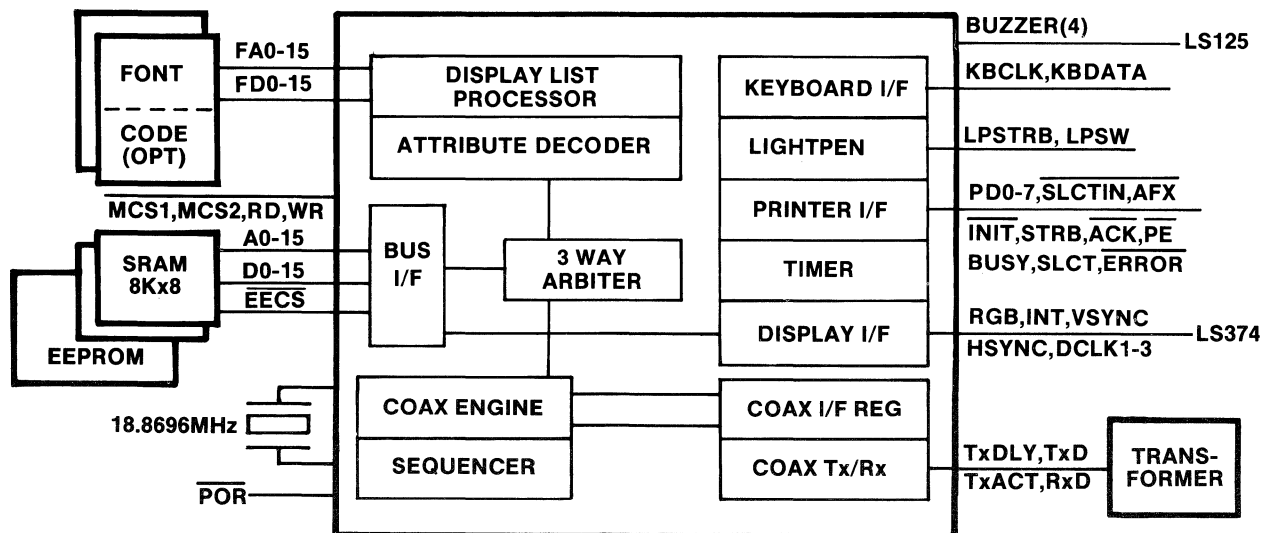 FONT
CODE
(OPT)
FA0-15
FD0-15
MCS1,MCS2,RD,WR
SRAM
8Kx8
EEPROM
A0-15
D0-15
EECS
18.8696MHz
POR
DISPLAY LIST
PROCESSOR
ATTRIBUTE DECODER
BUS
I/F
3 WAY
ARBITER
COAX ENGINE
SEQUENCER
KEYBOARD I/F
LIGHTPEN
PRINTER I/F
TIMER
DISPLAY I/F
COAX I/F REG
COAX Tx/Rx
BUZZER(4)
LS125
KBCLK,KBDATA
LPSTRB, LPSW
PD0-7,SLCTIN,AFX
INIT,STRB,ACK,PE
BUSY,SLCT,ERROR
RGB,INT,VSYNC
LS374
HSYNC,DCLK1-3
TxDLY,TxD
TxACT,RxD
TRANS-
FORMER